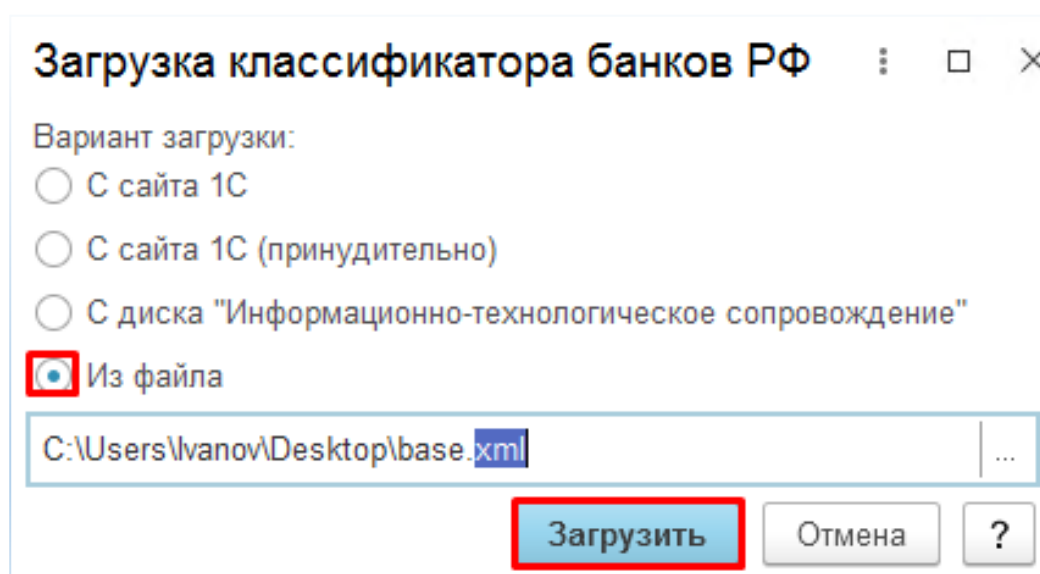 Загрузка классификатора банков РФ
Вариант загрузки:
С сайта 1С
С сайта 1С (принудительно)
С диска "Информационно-технологическое сопровождение"
Из файла
C:\Users\Ivanov\Desktop\base.xml ...
Загрузить Отмена ?